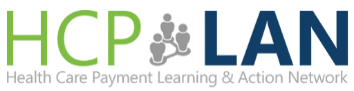 HCP LAN
Health Care Payment Learning & Action Network